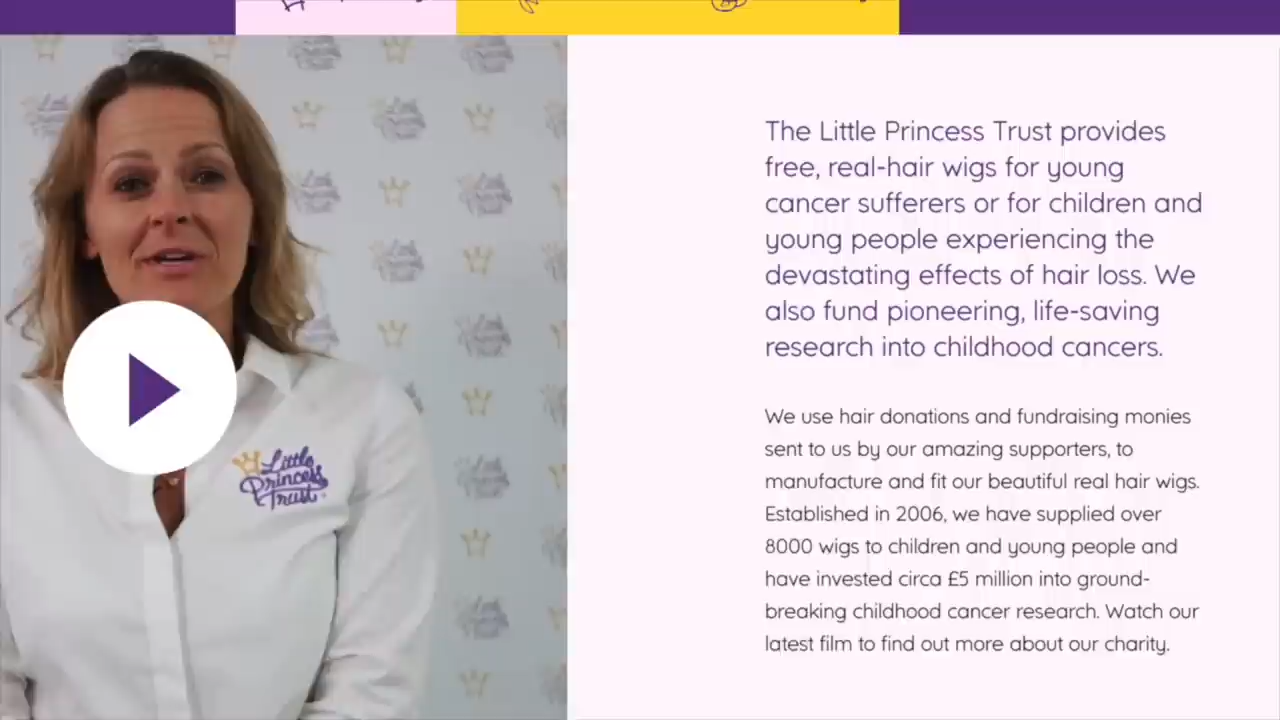 The Little Princess Trust provides
free, real-hair wigs for young
cancer sufferers or for children and
young people experiencing the
devastating effects of hair loss. We
also fund pioneering, life-saving
research into childhood cancers.
We use hair donations and fundraising monies
sent to us by our amazing supporters, to
manufacture and fit our beautiful real hair wigs.
Established in 2006, we have supplied over
8000 wigs to children and young people and
have invested circa £5 million into ground-
breaking childhood cancer research. Watch our
latest film to find out more about our charity.
Little
Princess
Trust